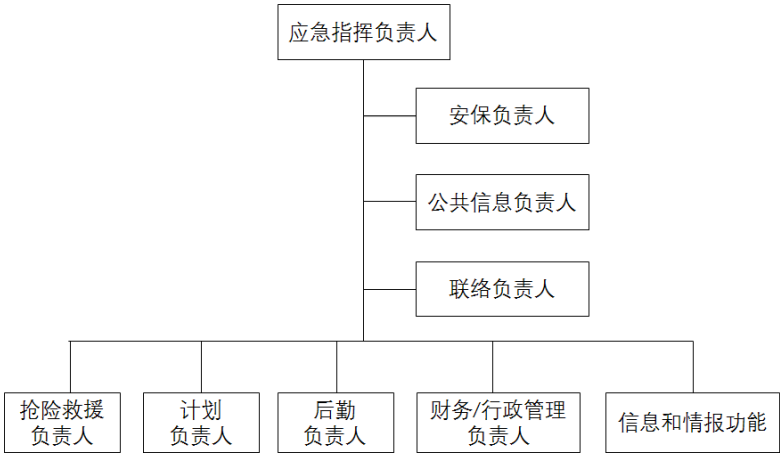 应急指挥负责人
安保负责人
公共信息负责人
联络负责人
抢险救援
负责人
计划
负责人
后勤
负责人
财务/行政管理
负责人
信息和情报功能